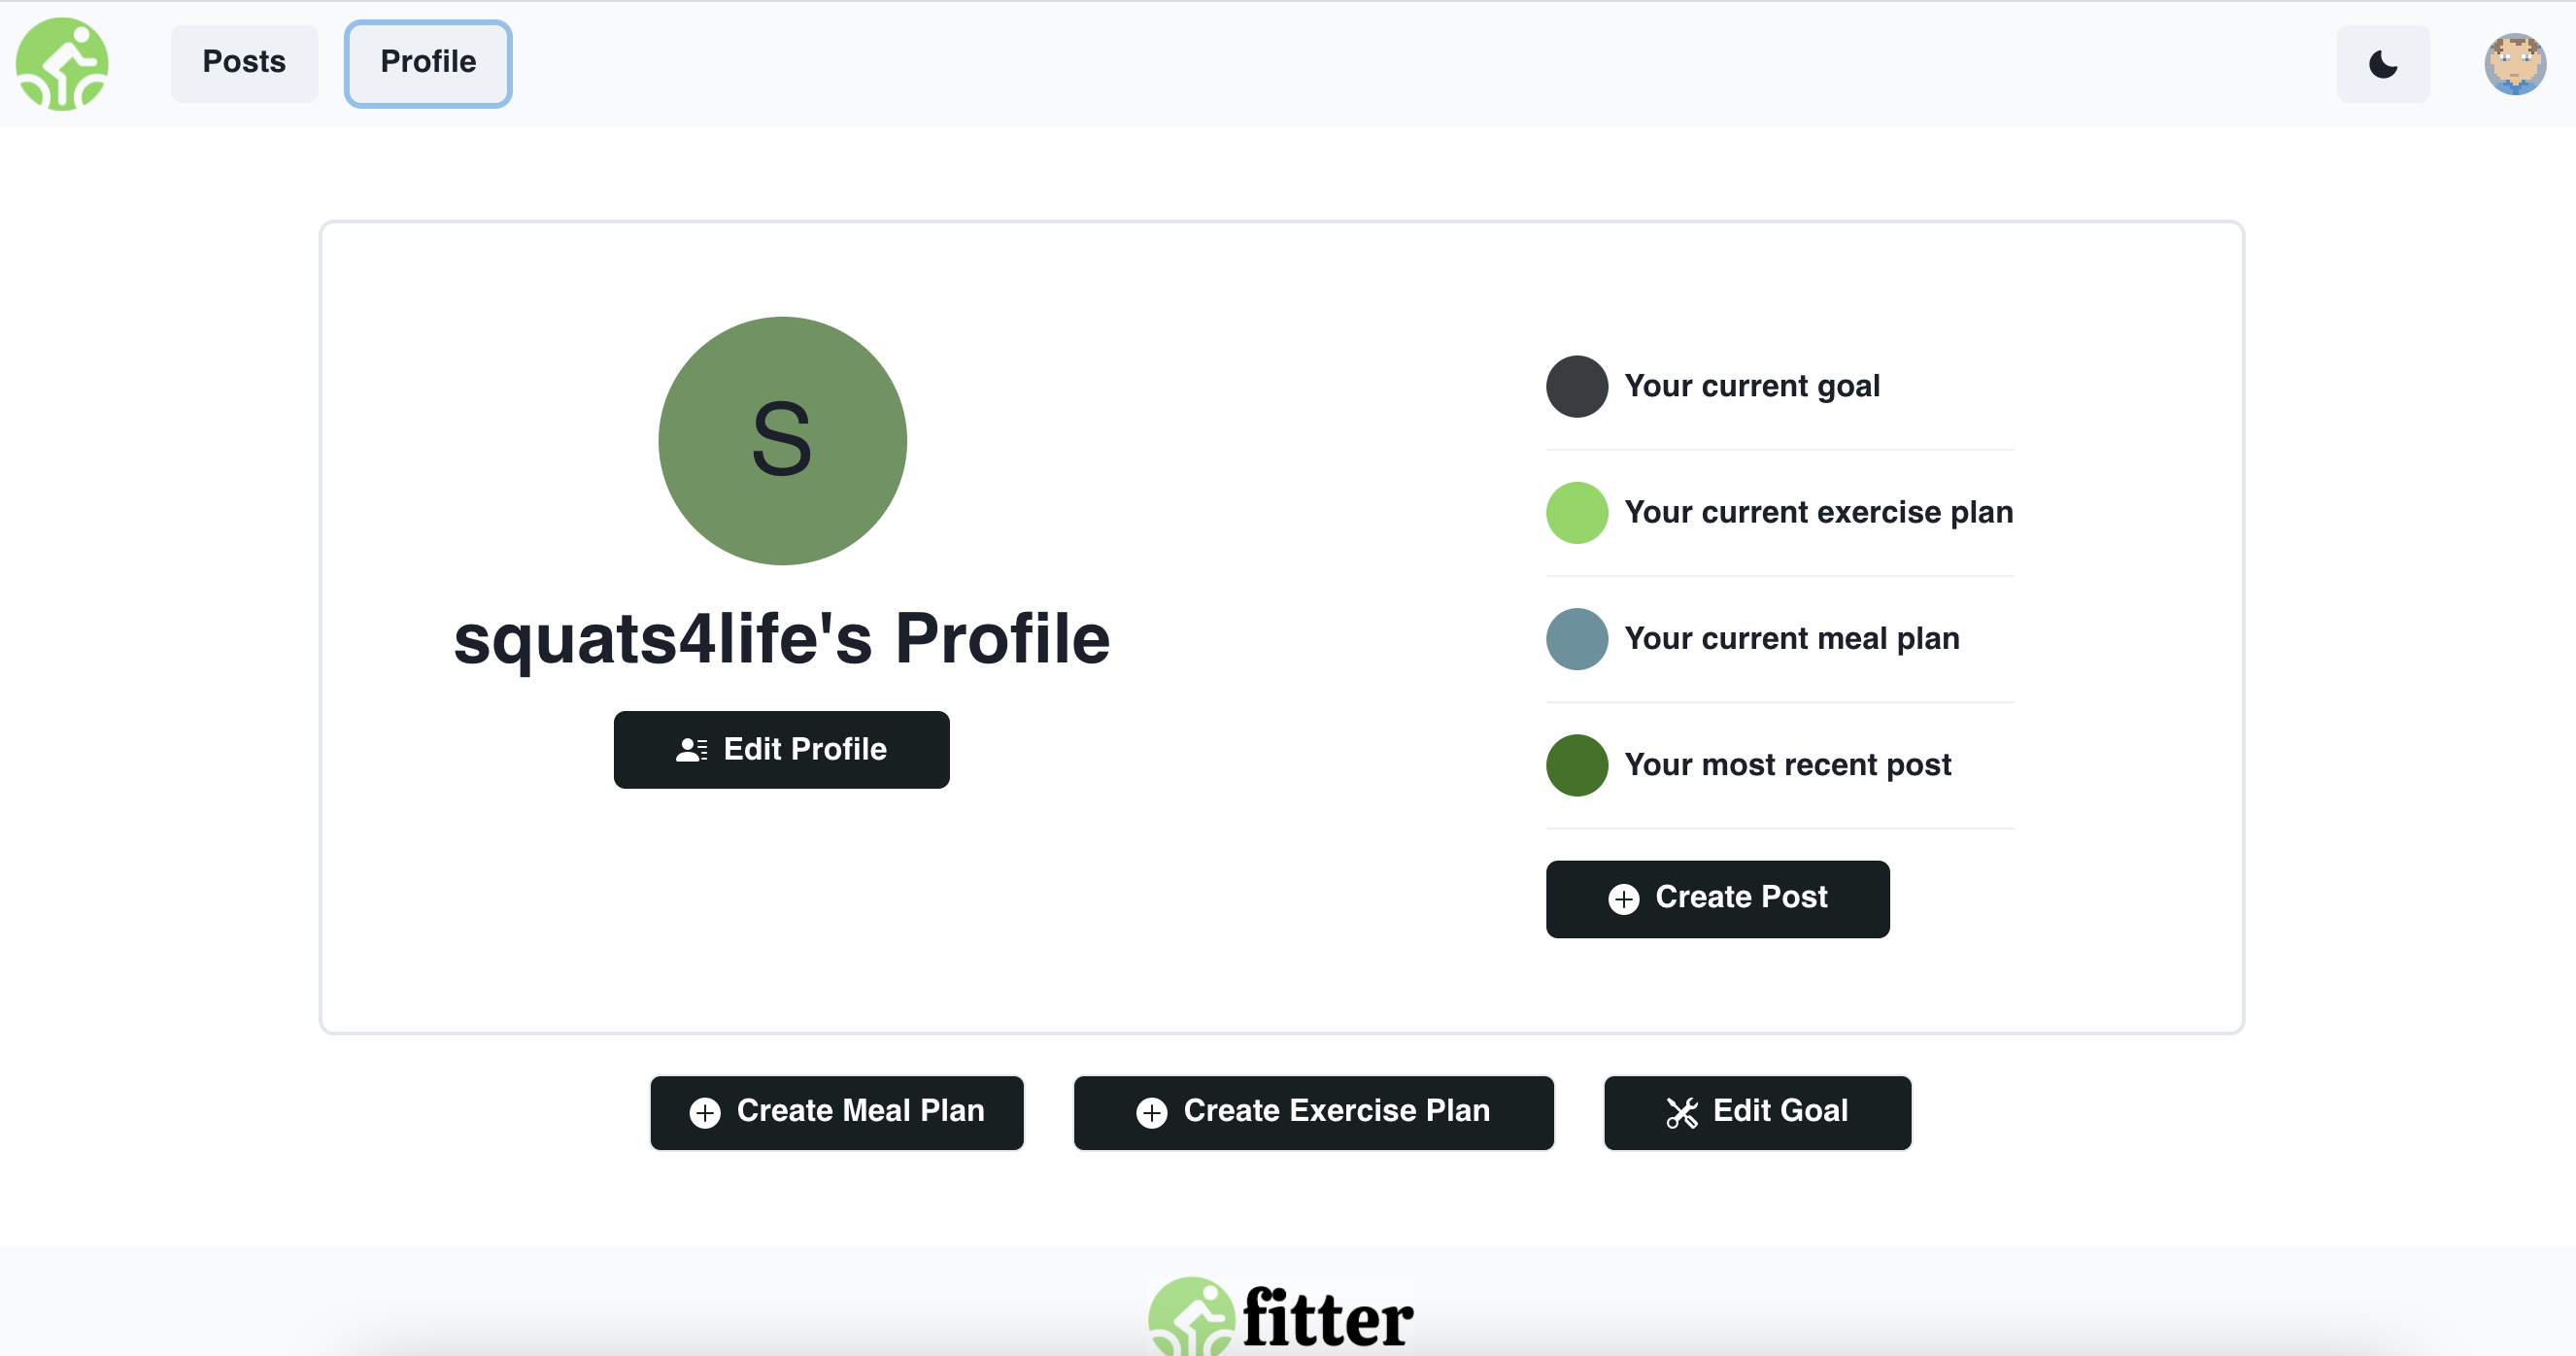 Posts
Profile
S
squats4life's Profile
Edit Profile
Your current goal
Your current exercise plan
Your current meal plan
Your most recent post
Create Post
Create Meal Plan
Create Exercise Plan
Edit Goal
fitter